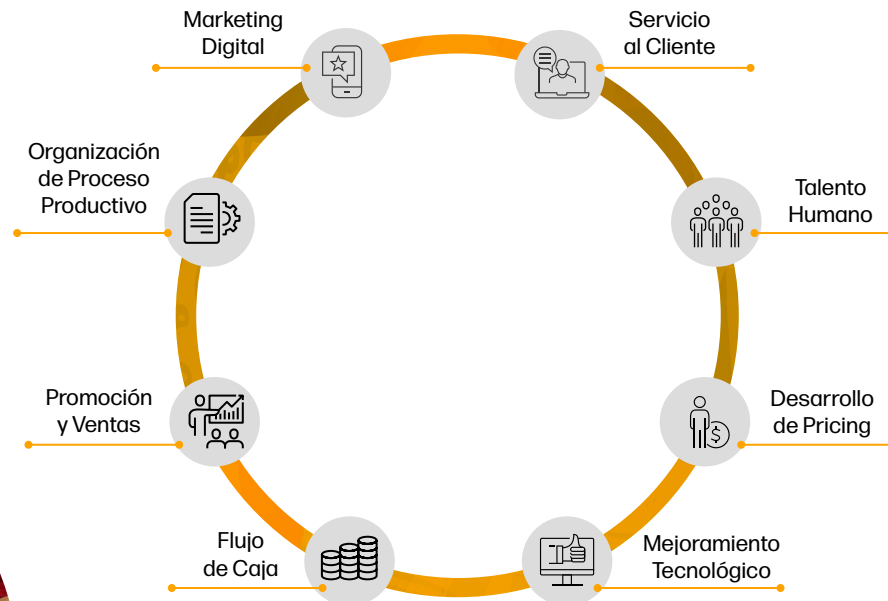 Marketing
Digital
Servicio
al Cliente
Organización
de Proceso
Productivo
Talento
Humano
Promoción
y Ventas
Desarrollo
de Pricing
Flujo
de Caja
Mejoramiento
Tecnológico